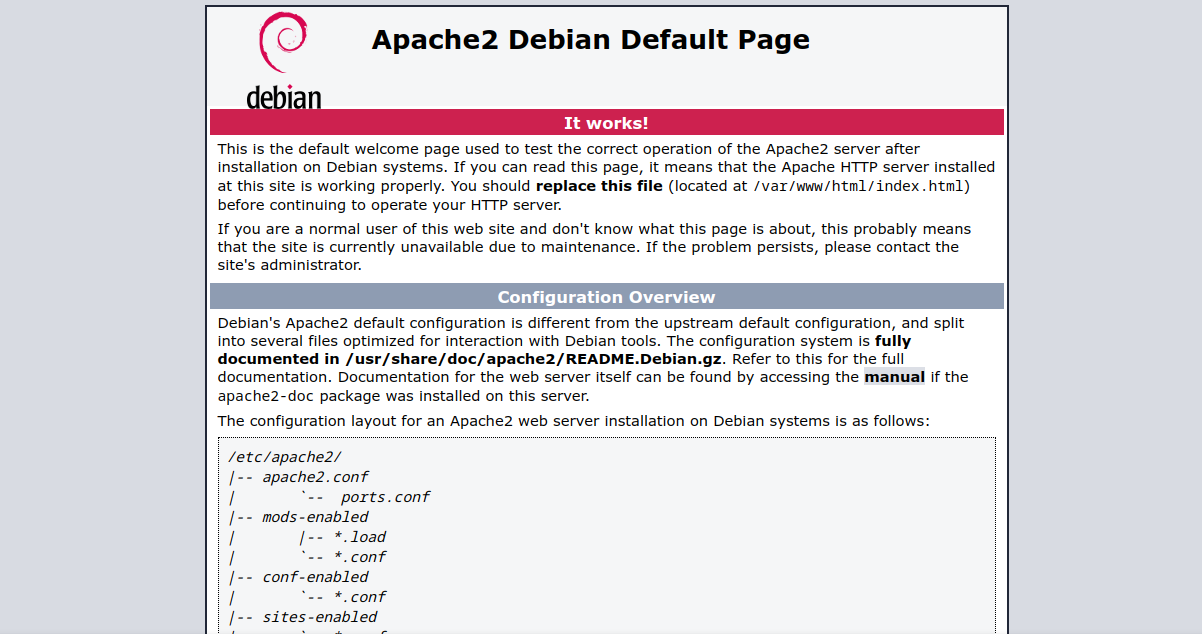 debian
Apache2 Debian Default Page
It works!
This is the default welcome page used to test the correct operation of the Apache2 server after
installation on Debian systems. If you can read this page, it means that the Apache HTTP server installed
at this site is working properly. You should replace this file (located at /var/www/html/index.html)
before continuing to operate your HTTP server.
If you are a normal user of this web site and don't know what this page is about, this probably means
that the site is currently unavailable due to maintenance. If the problem persists, please contact the
site's administrator.
Configuration Overview
Debian's Apache2 default configuration is different from the upstream default configuration, and split
into several files optimized for interaction with Debian tools. The configuration system is fully
documented in /usr/share/doc/apache2/README.Debian.gz. Refer to this for the full
documentation. Documentation for the web server itself can be found by accessing the manual if the
apache2-doc package was installed on this server.
The configuration layout for an Apache2 web server installation on Debian systems is as follows:
/etc/apache2/
|-- apache2.conf
|       `--  ports.conf
|-- mods-enabled
|       |-- *.load
|       `-- *.conf
|-- conf-enabled
|       `-- *.conf
|-- sites-enabled